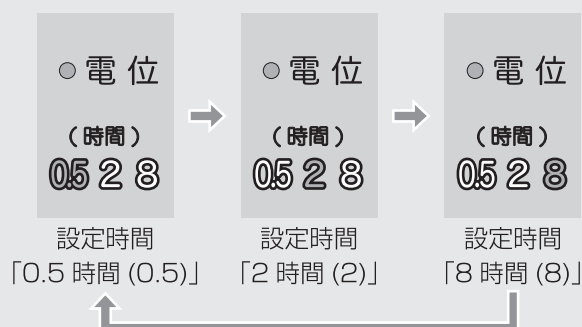 電位
(時間)
0.5 2 8
設定時間
「0.5 時間 (0.5)」
電位
(時間)
0.5 2 8
設定時間
「2 時間 (2)」
電位
(時間)
0.5 2 8
設定時間
「8 時間 (8)」